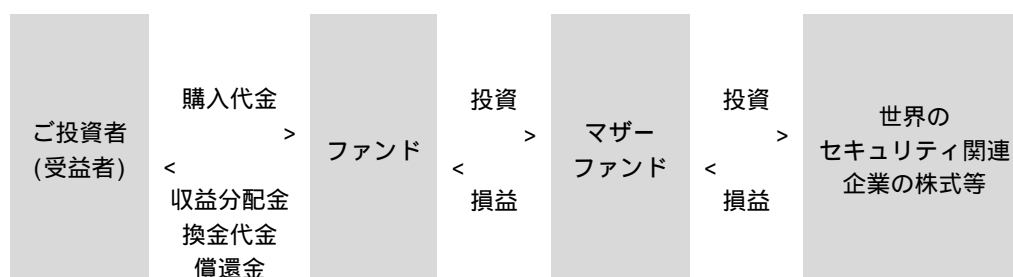 ご投資者
(受益者)
購入代金
>
<
収益分配金
換金代金
償還金
ファンド
投資
>
<
損益
マザー
ファンド
投資
>
<
損益
世界の
セキュリティ関連
企業の株式等